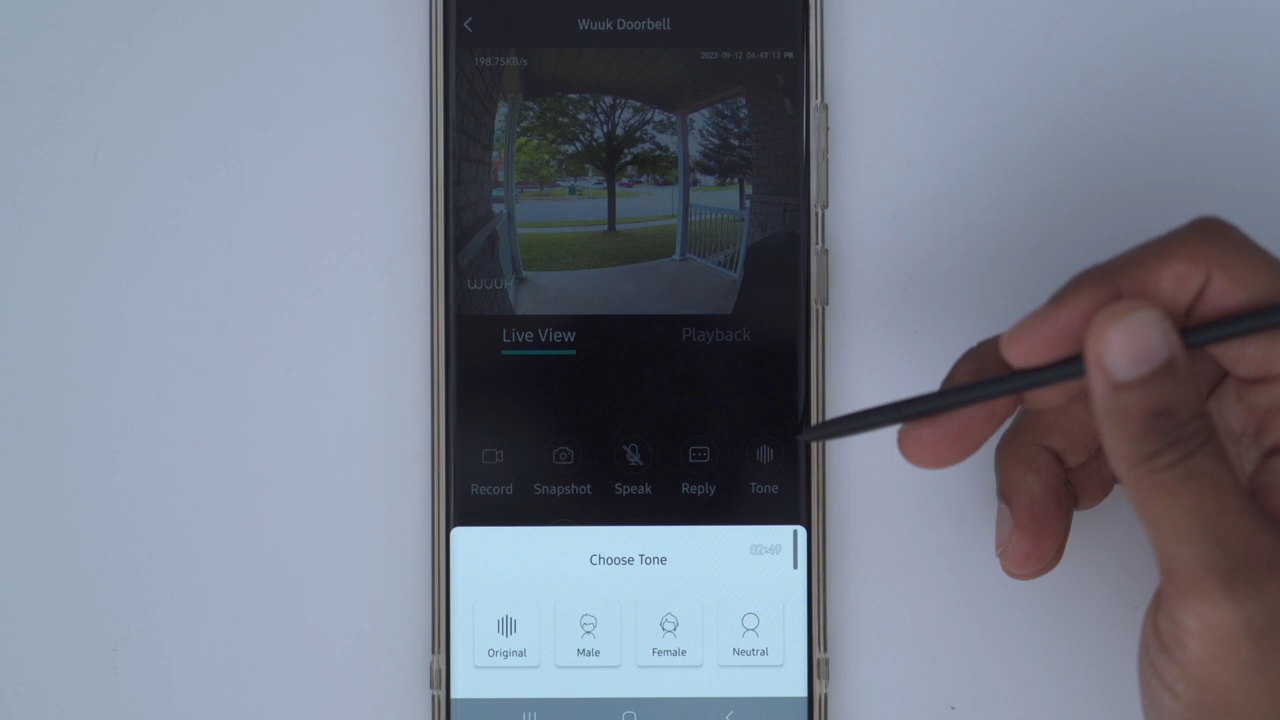 Wuuk Doorbell
198.75KB/s
2023-09-12 04:43:13 PM
WUUK
Live View
Playback
Record
Snapshot
Speak
Reply
Tone
02:49
Choose Tone
Original
Male
Female
Neutral